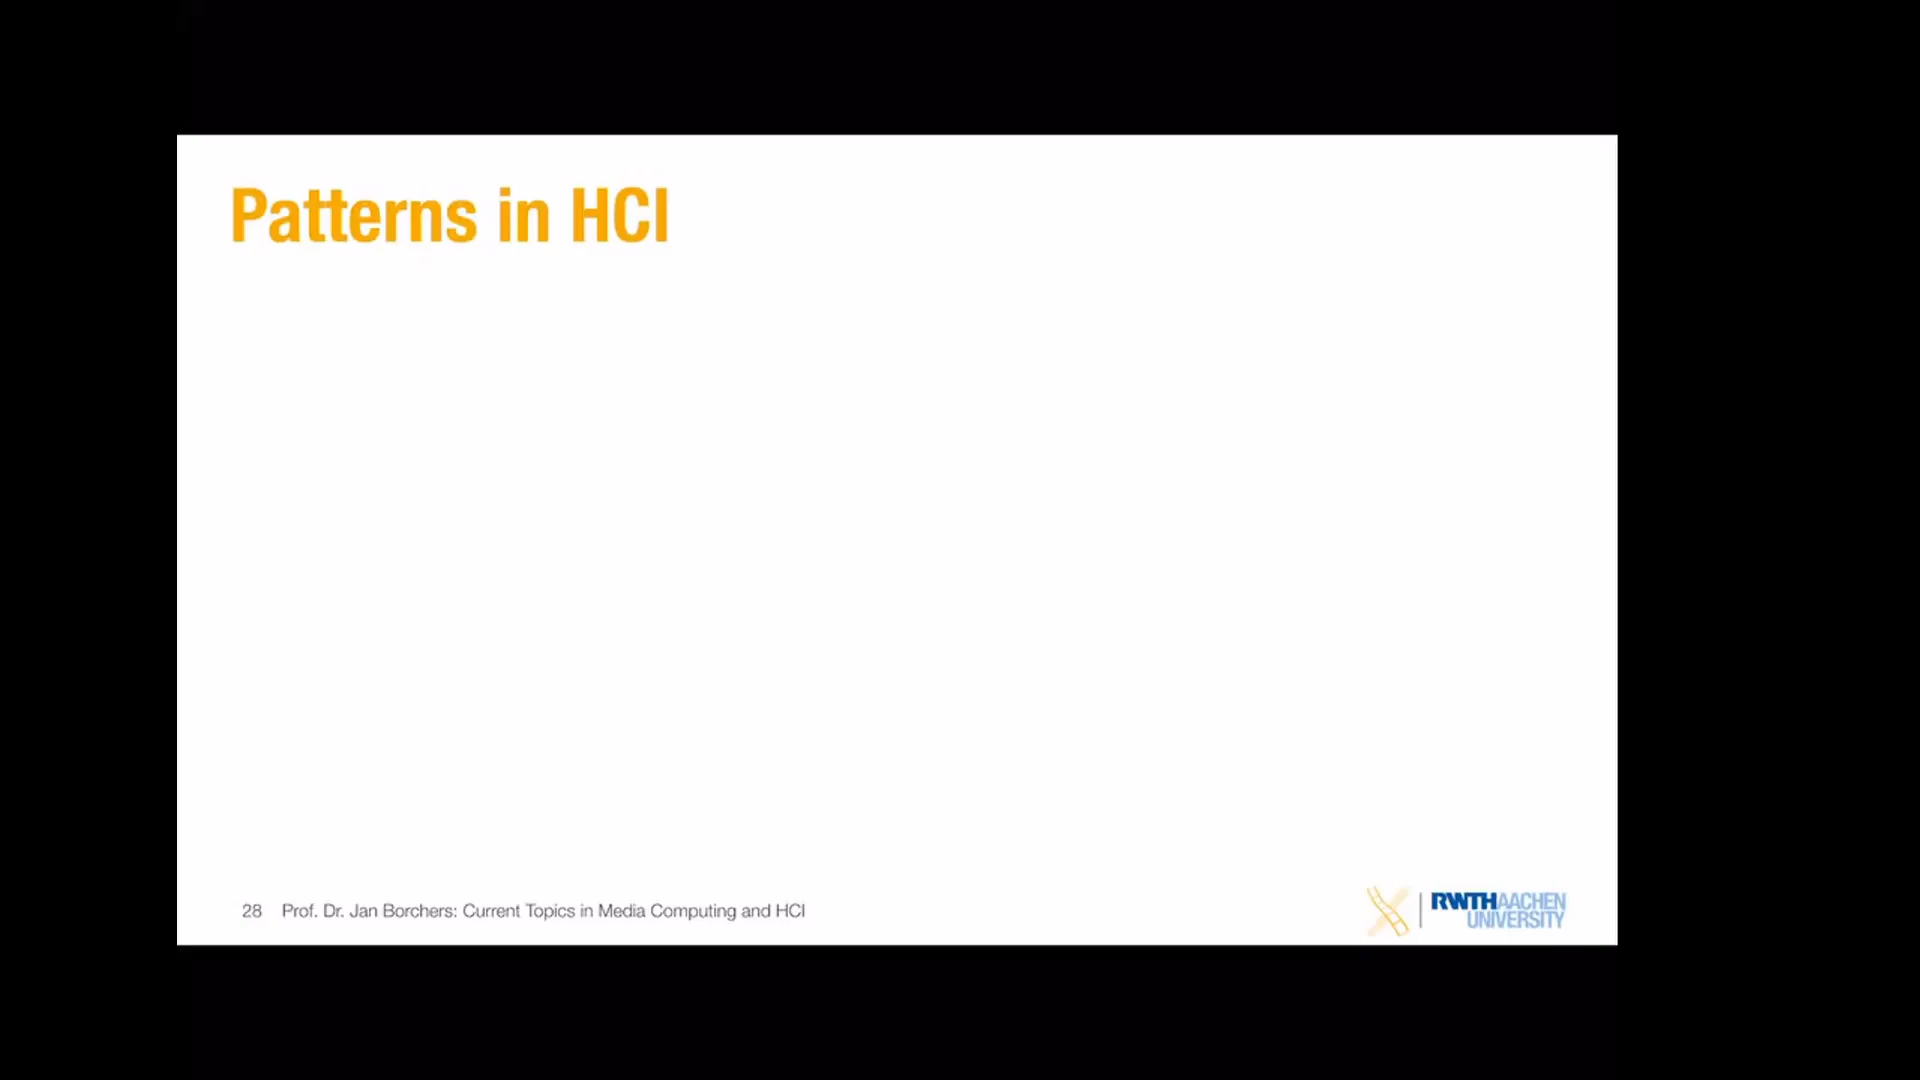 Patterns in HCI
28 Prof. Dr. Jan Borchers: Current Topics in Media Computing and HCI
RWTHAACHEN
UNIVERSITY